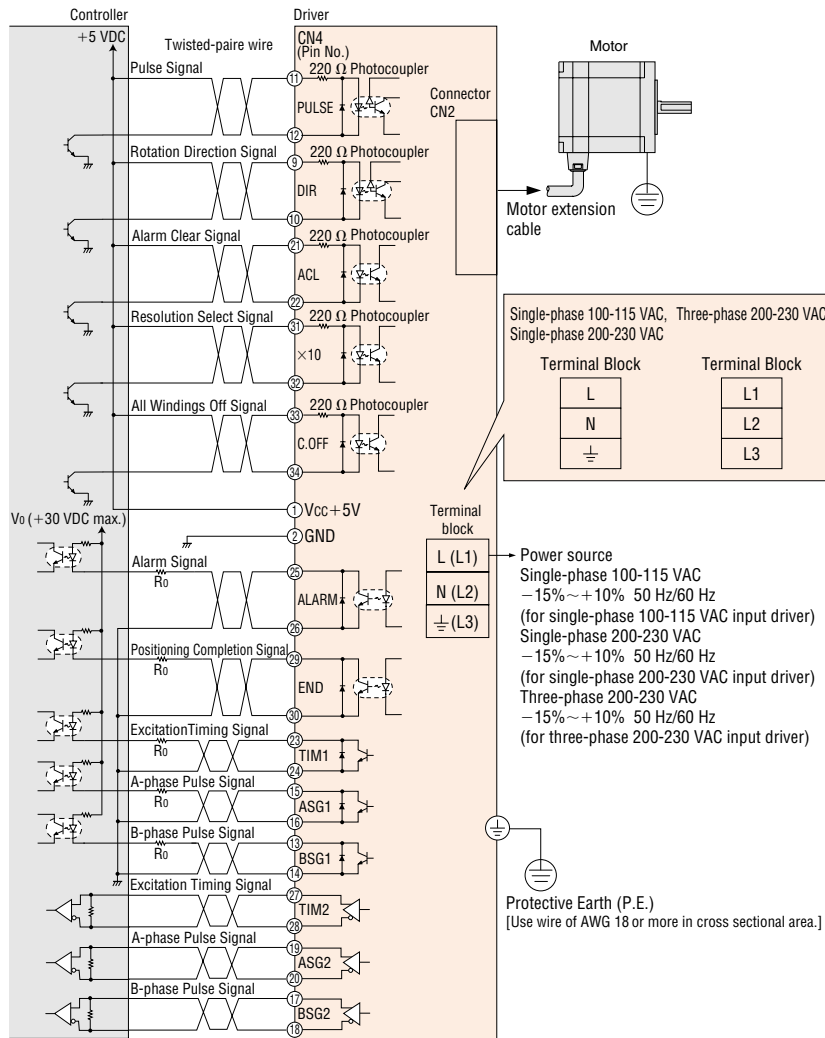 Controller
Driver
+5 VDC
Twisted-paire wire
CN4
(Pin No.)
Pulse Signal
11
220 Ω Photocoupler
PULSE
12
Rotation Direction Signal
9
220 Ω Photocoupler
DIR
10
Alarm Clear Signal
21
220 Ω Photocoupler
ACL
22
Resolution Select Signal
31
220 Ω Photocoupler
×10
32
All Windings Off Signal
33
220 Ω Photocoupler
C.OFF
34
1
Vcc+5V
V0 (+30 VDC max.)
2
GND
Alarm Signal
R0
25
ALARM
26
Positioning Completion Signal
R0
29
END
30
ExcitationTiming Signal
R0
23
TIM1
24
A-phase Pulse Signal
R0
15
ASG1
16
B-phase Pulse Signal
R0
13
BSG1
14
Excitation Timing Signal
27
TIM2
28
A-phase Pulse Signal
19
ASG2
20
B-phase Pulse Signal
17
BSG2
18
Connector
CN2
Motor
Motor extension
cable
Single-phase 100-115 VAC, Three-phase 200-230 VAC
Single-phase 200-230 VAC
Terminal Block
L
N
Terminal Block
L1
L2
L3
Terminal
block
L (L1)
N (L2)
(L3)
Power source
Single-phase 100-115 VAC
−15%~+10% 50 Hz/60 Hz
(for single-phase 100-115 VAC input driver)
Single-phase 200-230 VAC
−15%~+10% 50 Hz/60 Hz
(for single-phase 200-230 VAC input driver)
Three-phase 200-230 VAC
−15%~+10% 50 Hz/60 Hz
(for three-phase 200-230 VAC input driver)
Protective Earth (P.E.)
[Use wire of AWG 18 or more in cross sectional area.]